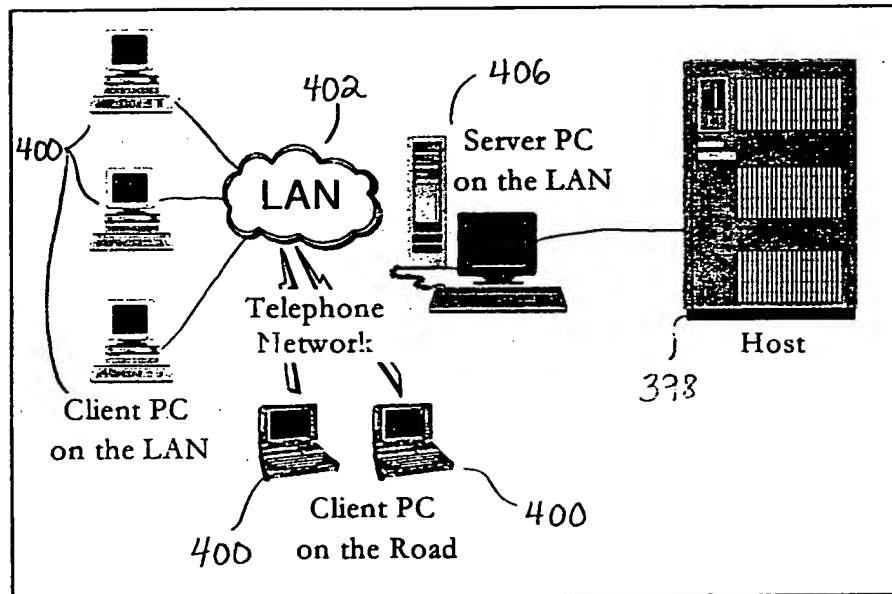 402
406
400
LAN
Server PC
on the LAN
Telephone
Network
Host
398
Client PC
on the LAN
400
Client PC
on the Road
400